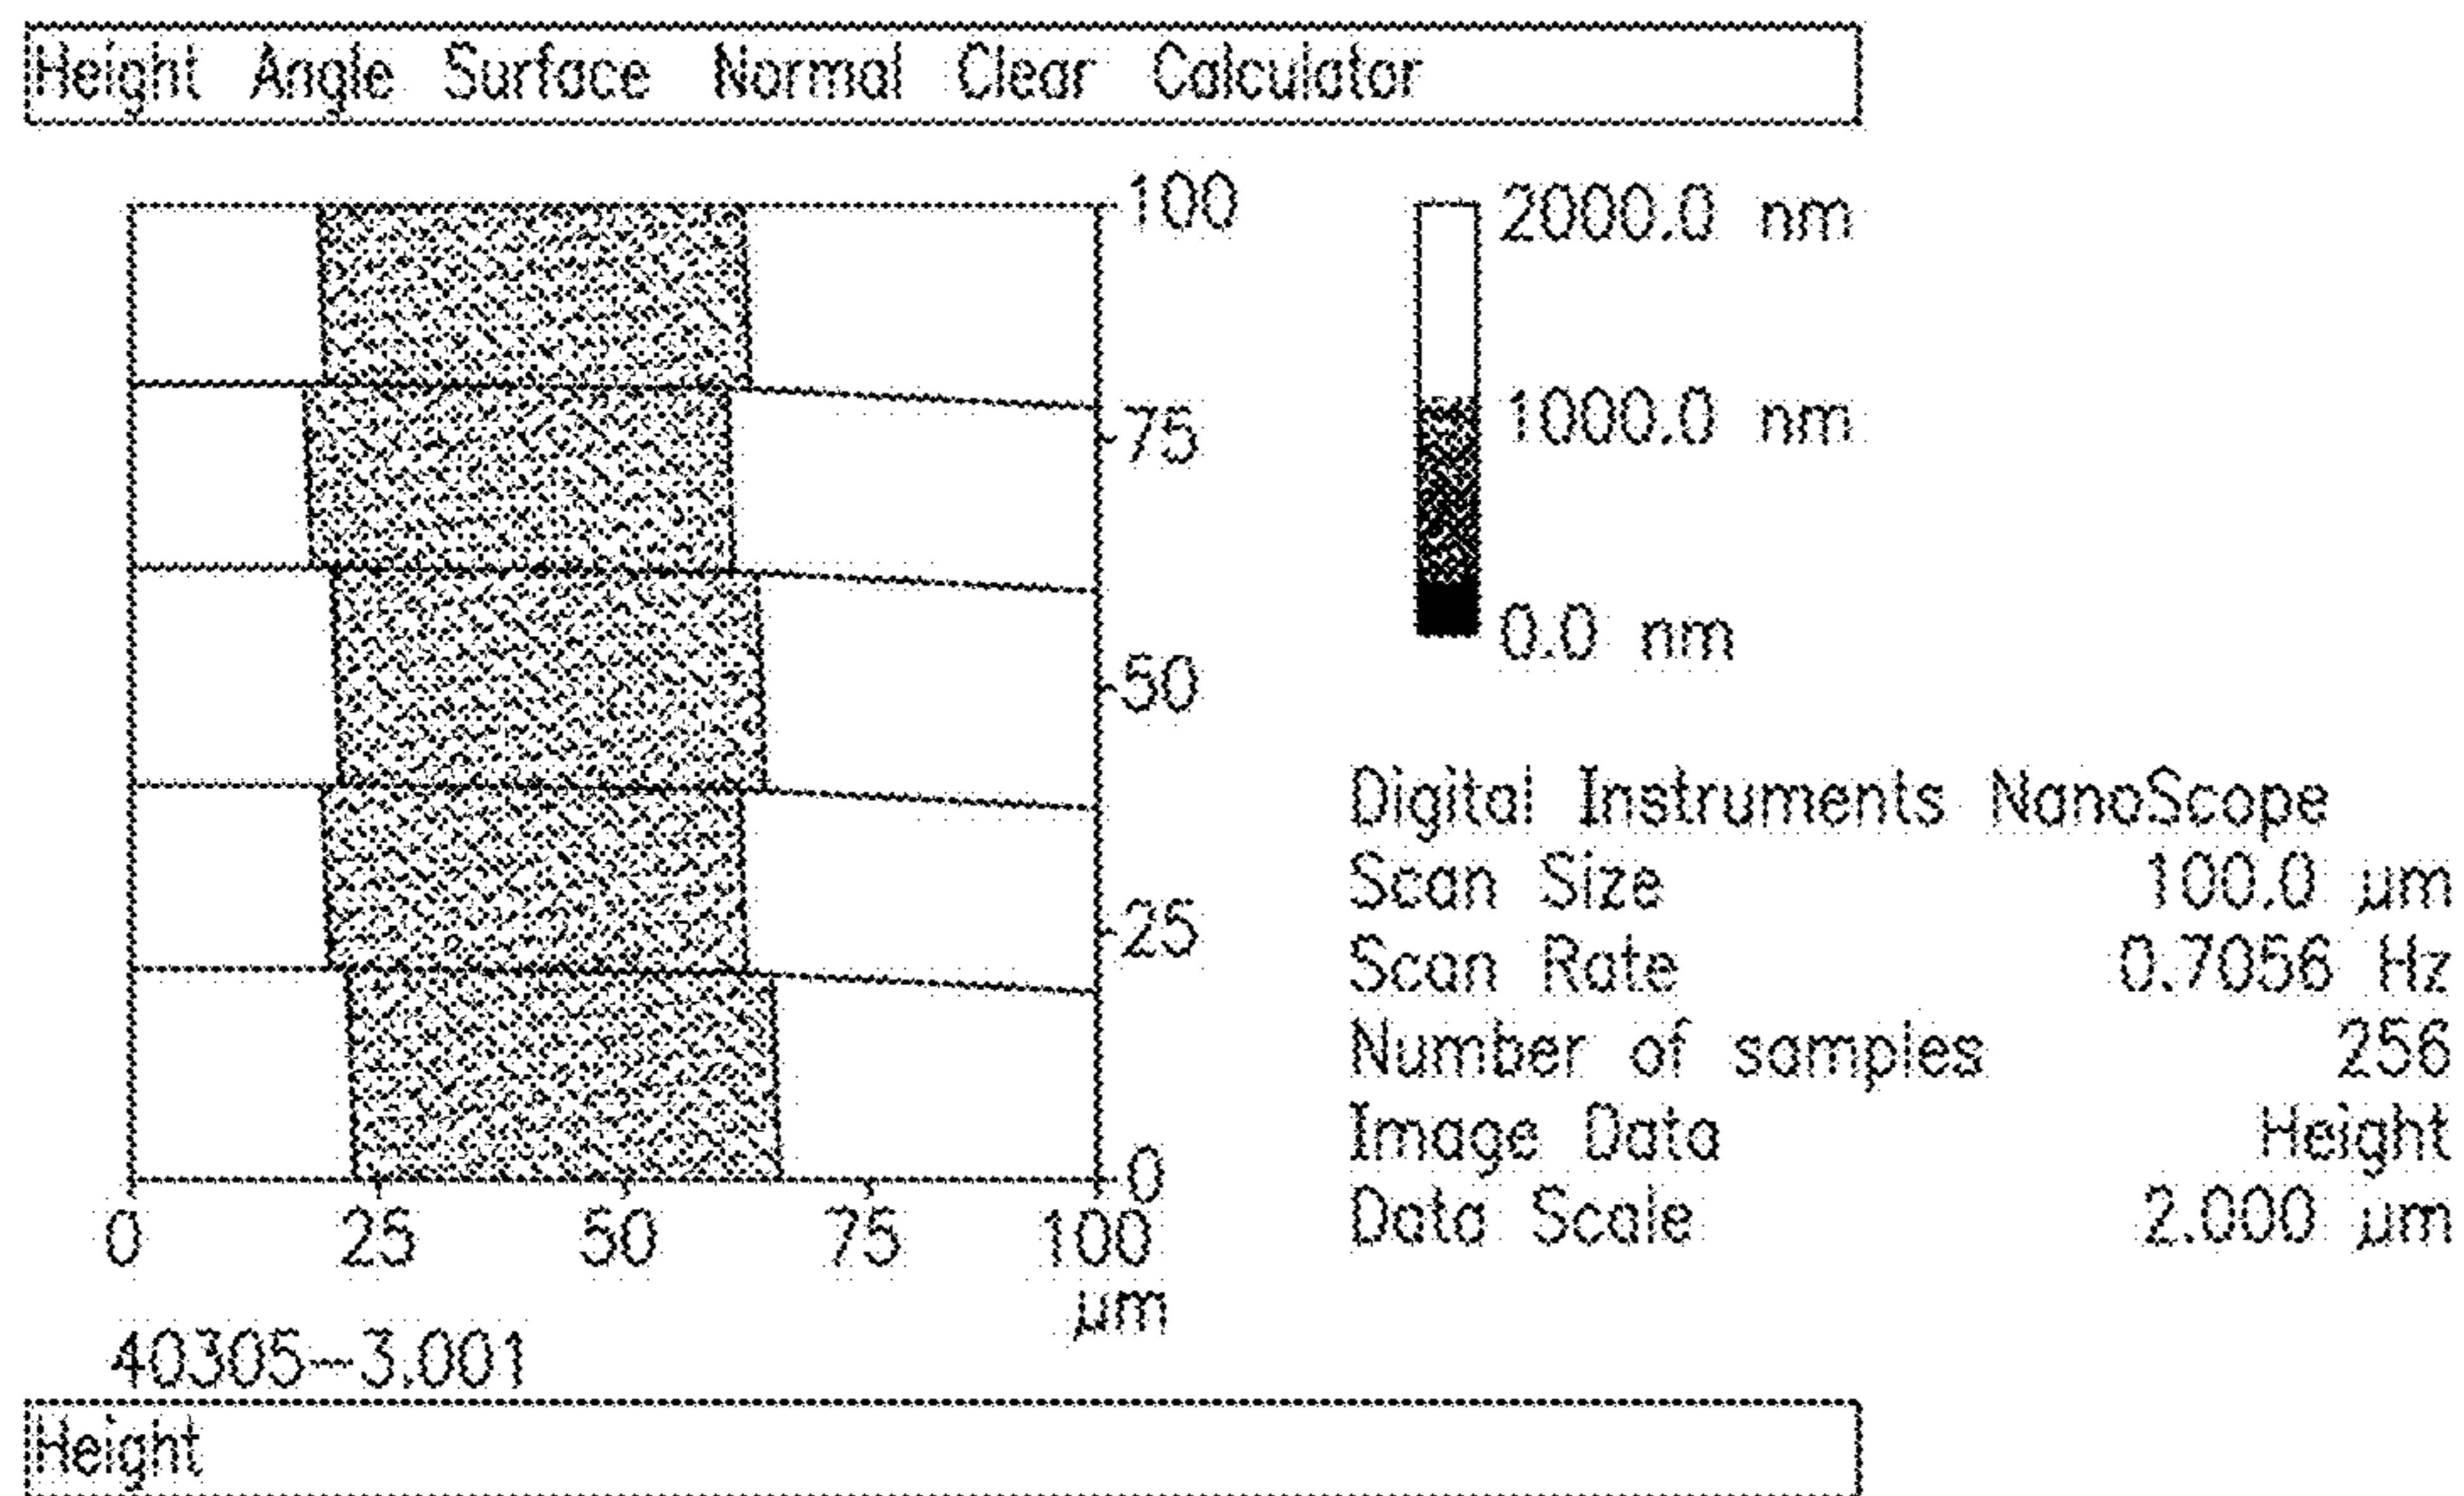 Height Angle Surface Normal Clear Calculator
100
75
50
25
0
0 25 50 75 100
µm
2000.0 nm
1000.0 nm
0.0 nm
Digital Instruments NanoScope
Scan Size 100.0 µm
Scan Rate 0.7056 Hz
Number of samples 256
Image Data Height
Data Scale 2.000 µm
40305-3.001
Height